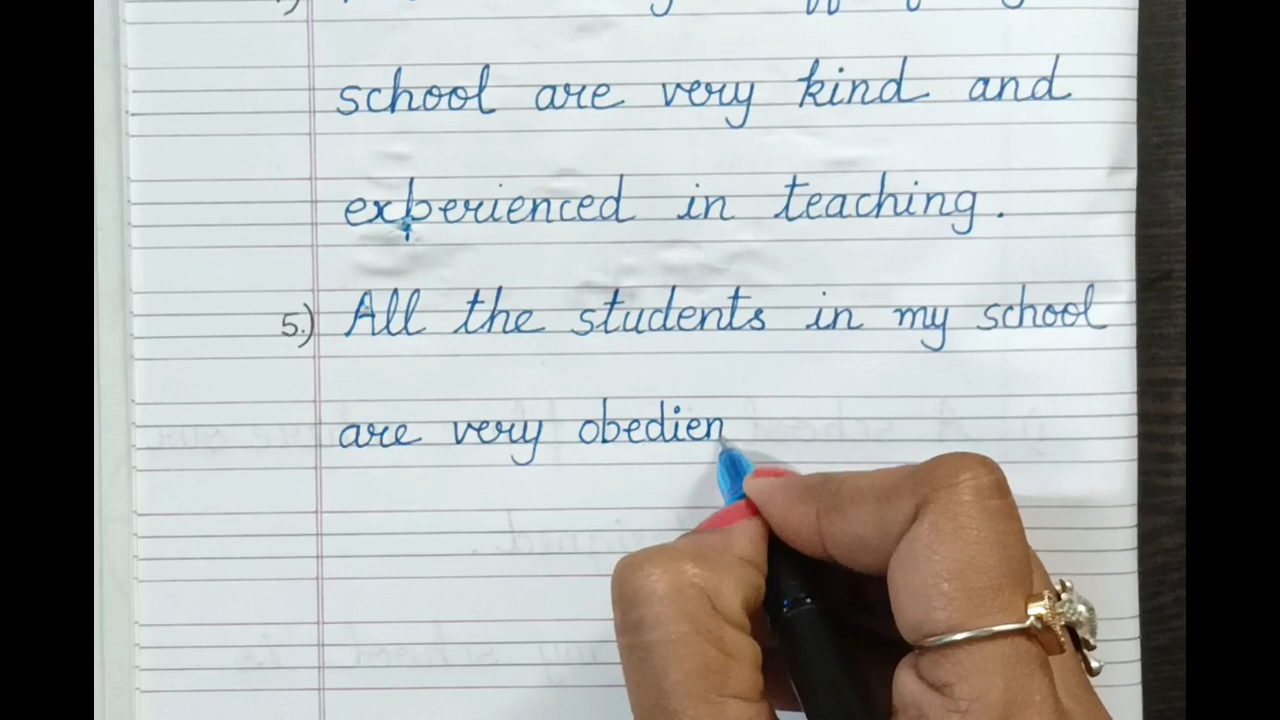 school are very kind and
experienced in teaching.
5.) All the students in my school
are very obedien